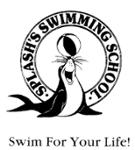 ·SPLASH'S SWIMMING SCHOOL·
Swim For Your Life!